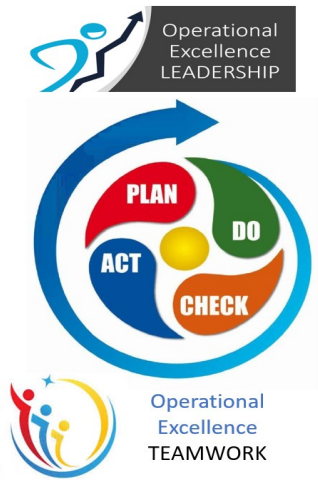 Operational
Excellence
LEADERSHIP
PLAN
DO
ACT
CHECK
Operational
Excellence
TEAMWORK